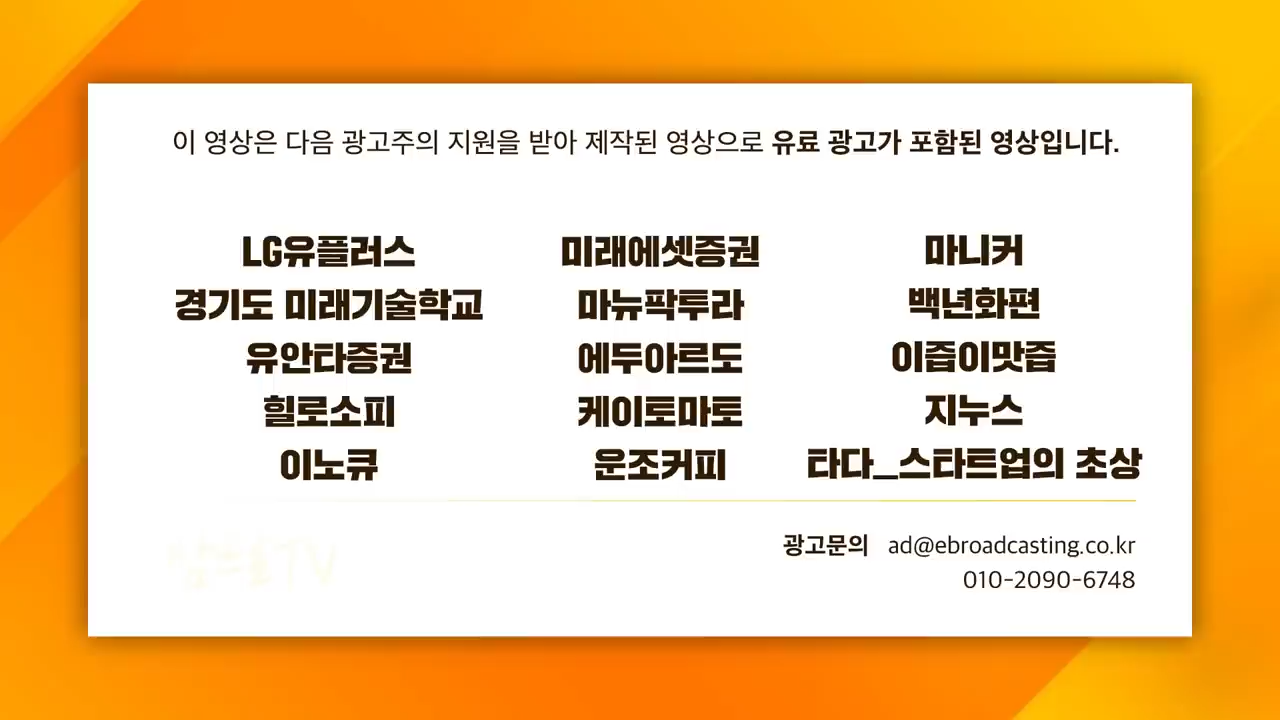 이 영상은 다음 광고주의 지원을 받아 제작된 영상으로 유료 광고가 포함된 영상입니다.
LG유플러스 미래에셋증권 마니커
경기도 미래기술학교 마뉴팍투라 백년화편
유안타증권 에두아르도 이즙이맛즙
힐로소피 케이토마토 지누스
이노큐 운조커피 타다_스타트업의 초상
광고문의 ad@ebroadcasting.co.kr
010-2090-6748